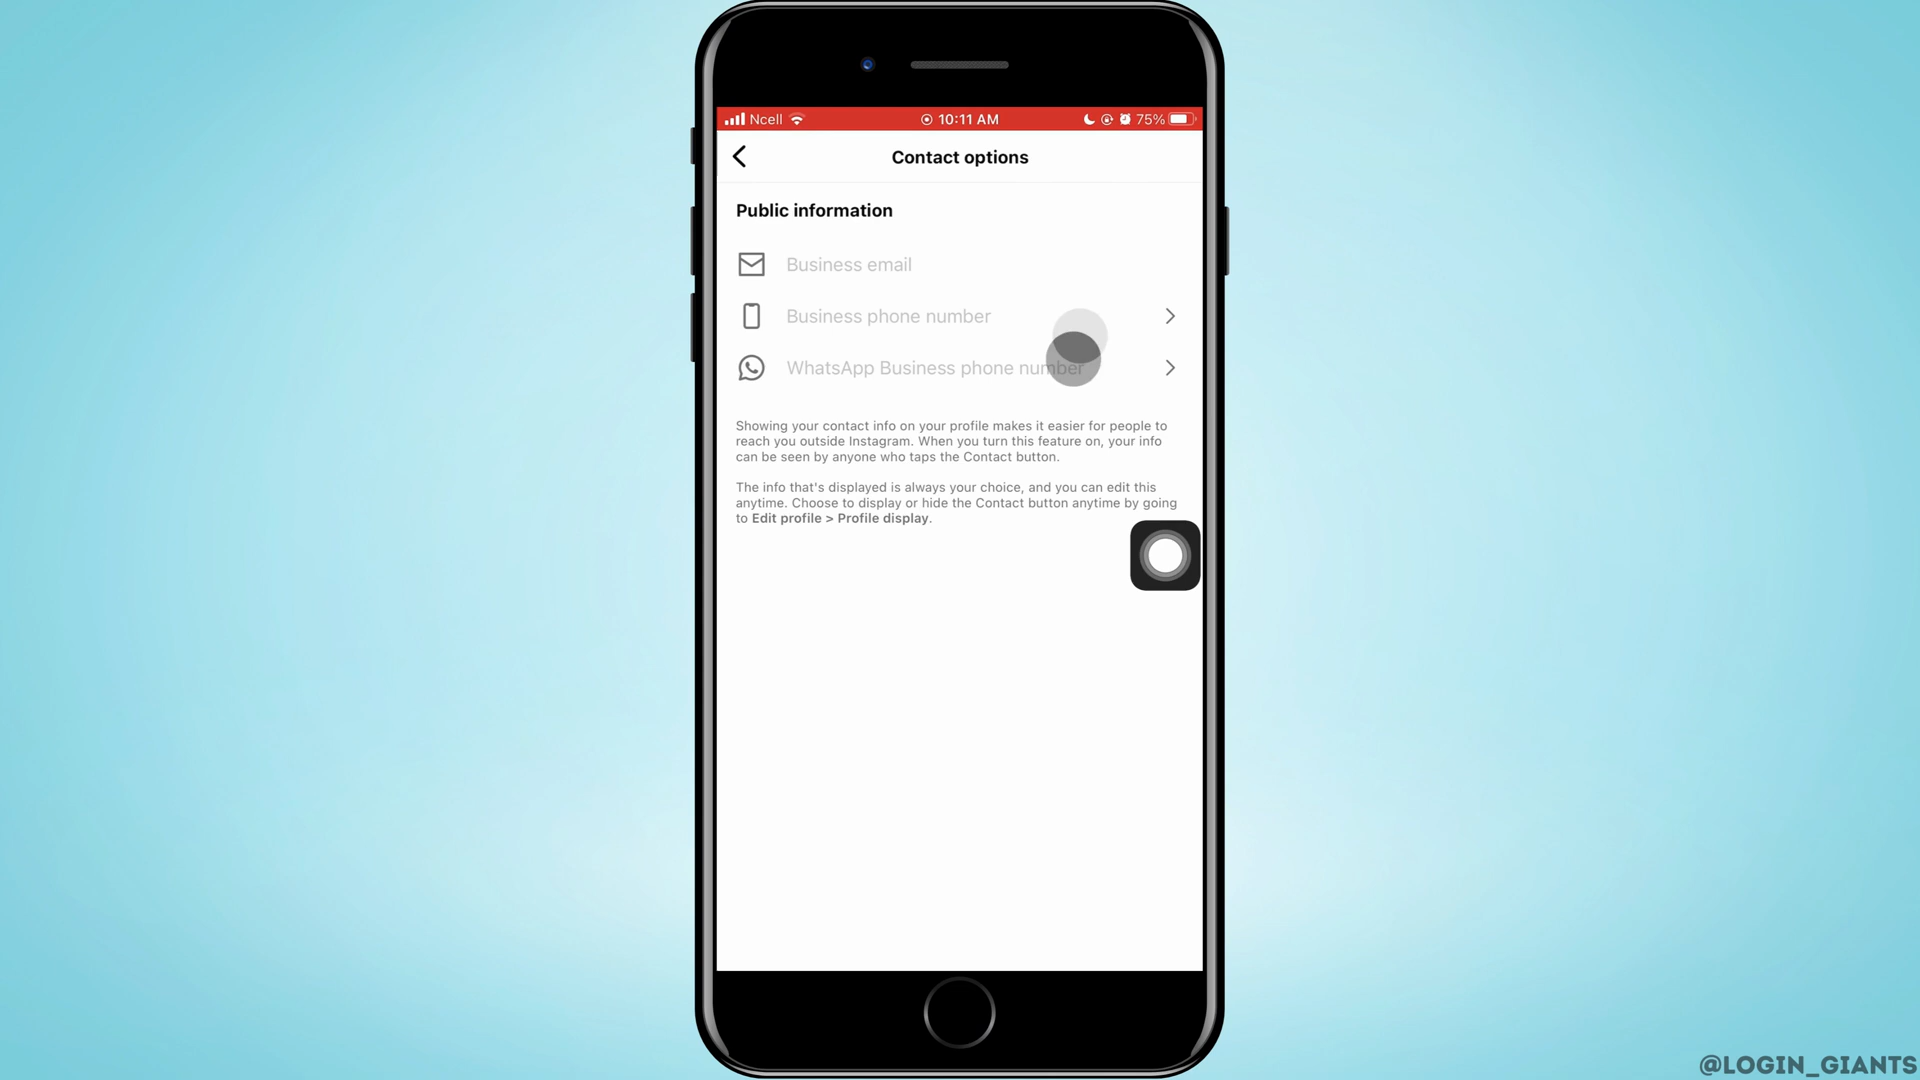 Ncell
10:11 AM
75%
Contact options
Public information
Business email
Business phone number
WhatsApp Business phone number
Showing your contact info on your profile makes it easier for people to
reach you outside Instagram. When you turn this feature on, your info
can be seen by anyone who taps the Contact button.
The info that's displayed is always your choice, and you can edit this
anytime. Choose to display or hide the Contact button anytime by going
to Edit profile > Profile display.
@LOGIN_GIANTS